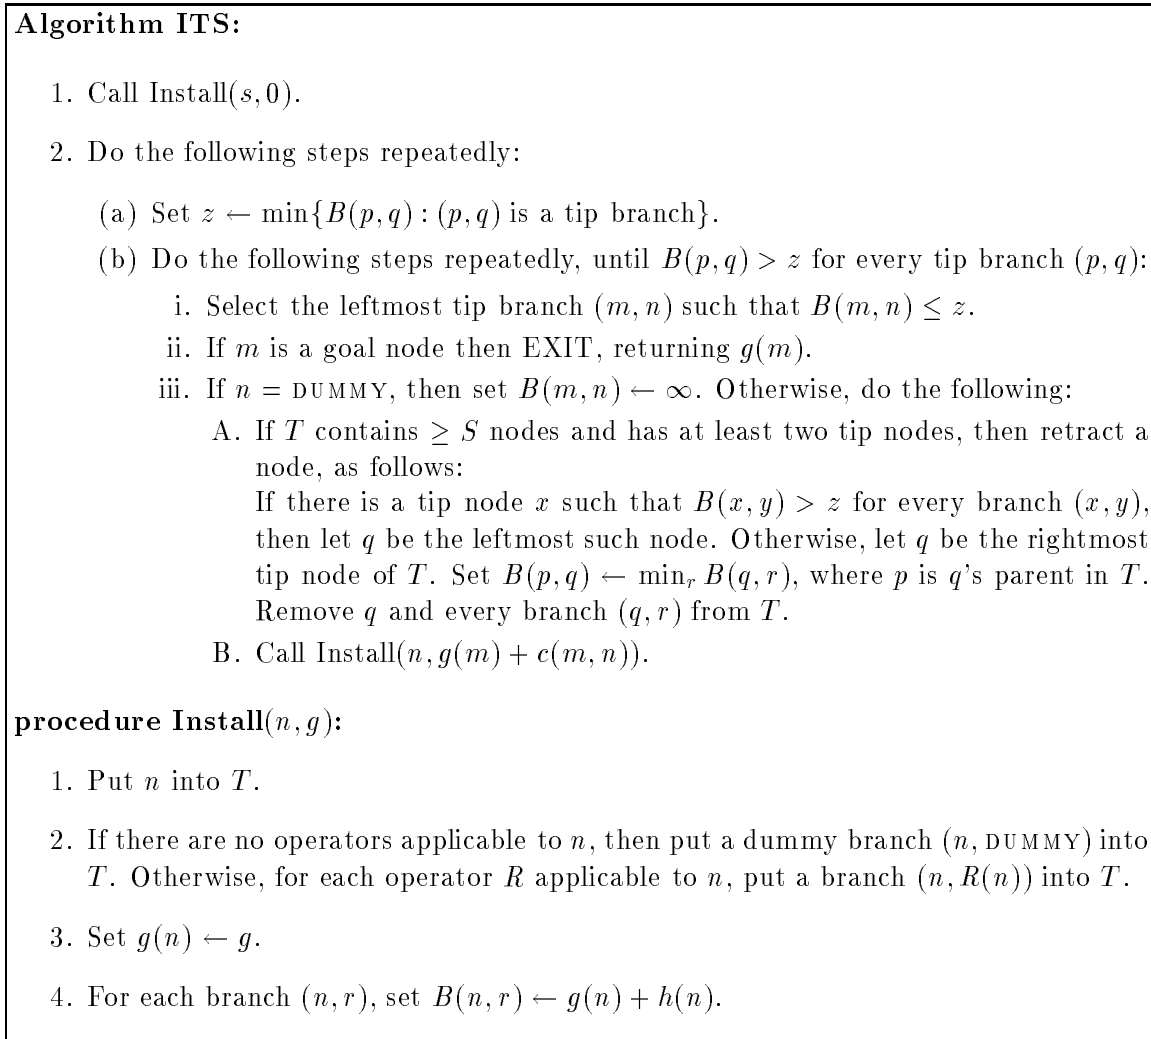 Algorithm ITS:
1. Call Install(s, 0).
2. Do the following steps repeatedly:
(a) Set z ← min{B(p, q) : (p, q) is a tip branch}.
(b) Do the following steps repeatedly, until B(p, q) > z for every tip branch (p, q):
i. Select the leftmost tip branch (m, n) such that B(m, n) ≤ z.
ii. If m is a goal node then EXIT, returning g(m).
iii. If n = DUMMY, then set B(m, n) ← ∞. Otherwise, do the following:
A. If T contains ≥ S nodes and has at least two tip nodes, then retract a
node, as follows:
If there is a tip node x such that B(x, y) > z for every branch (x, y),
then let q be the leftmost such node. Otherwise, let q be the rightmost
tip node of T. Set B(p, q) ← minᵣ B(q, r), where p is q's parent in T.
Remove q and every branch (q, r) from T.
B. Call Install(n, g(m) + c(m, n)).
procedure Install(n, g):
1. Put n into T.
2. If there are no operators applicable to n, then put a dummy branch (n, DUMMY) into
T. Otherwise, for each operator R applicable to n, put a branch (n, R(n)) into T.
3. Set g(n) ← g.
4. For each branch (n, r), set B(n, r) ← g(n) + h(n).